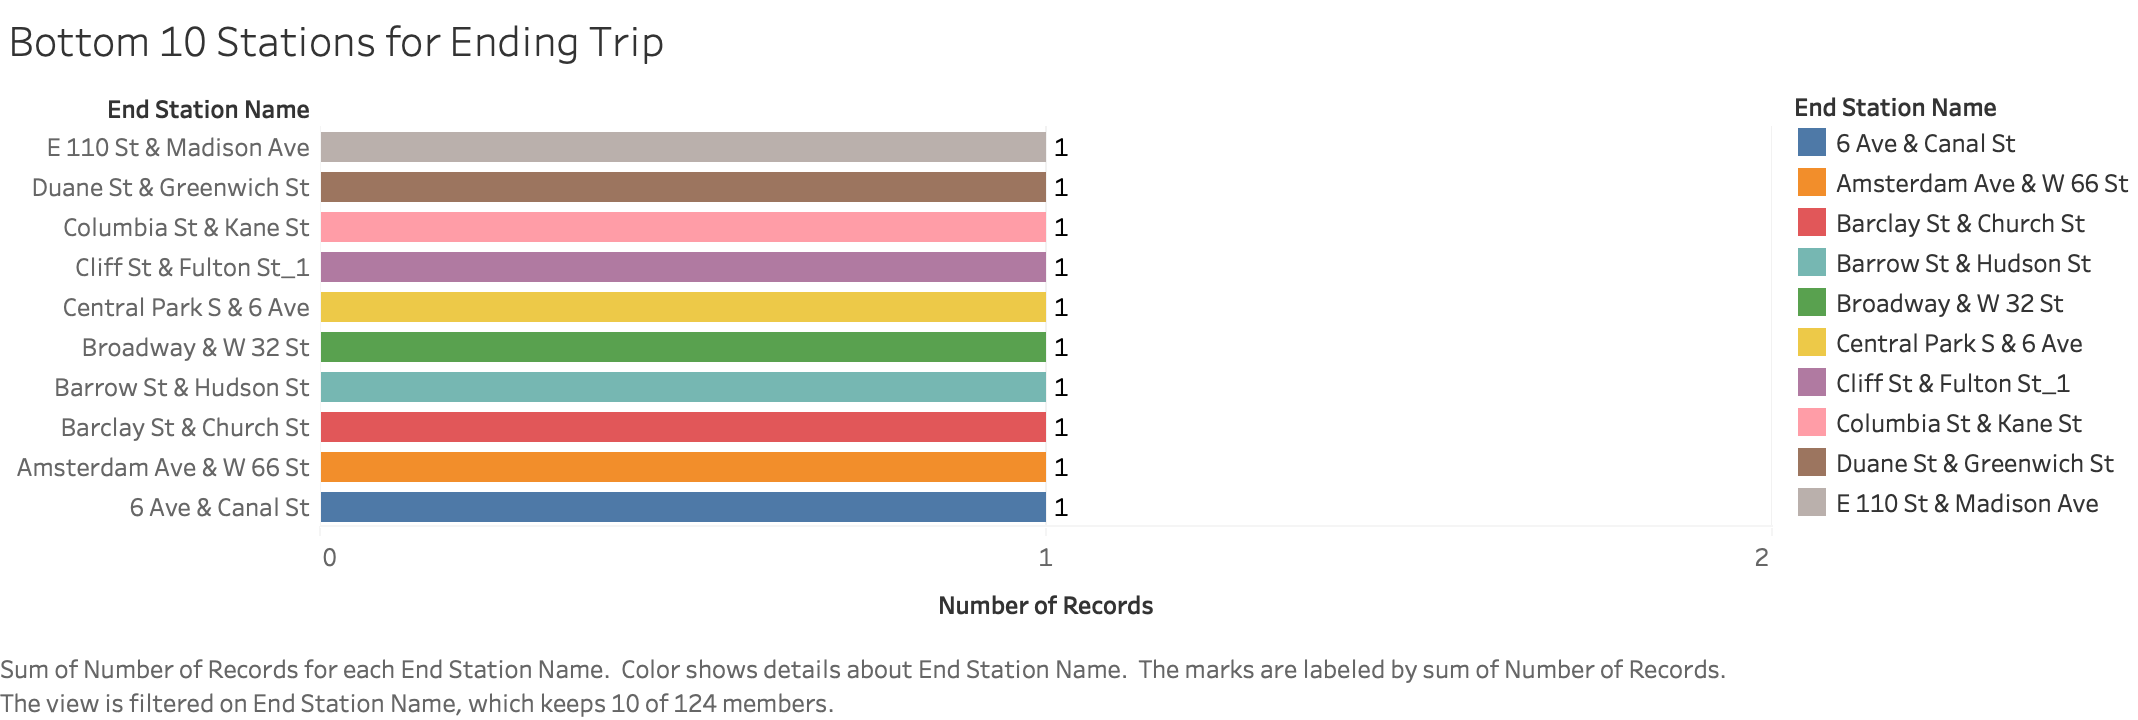 Bottom 10 Stations for Ending Trip
End Station Name
E 110 St & Madison Ave 1
Duane St & Greenwich St 1
Columbia St & Kane St 1
Cliff St & Fulton St_1 1
Central Park S & 6 Ave 1
Broadway & W 32 St 1
Barrow St & Hudson St 1
Barclay St & Church St 1
Amsterdam Ave & W 66 St 1
6 Ave & Canal St 1
0 1 2
Number of Records
End Station Name
6 Ave & Canal St
Amsterdam Ave & W 66 St
Barclay St & Church St
Barrow St & Hudson St
Broadway & W 32 St
Central Park S & 6 Ave
Cliff St & Fulton St_1
Columbia St & Kane St
Duane St & Greenwich St
E 110 St & Madison Ave
Sum of Number of Records for each End Station Name.  Color shows details about End Station Name.  The marks are labeled by sum of Number of Records.
The view is filtered on End Station Name, which keeps 10 of 124 members.